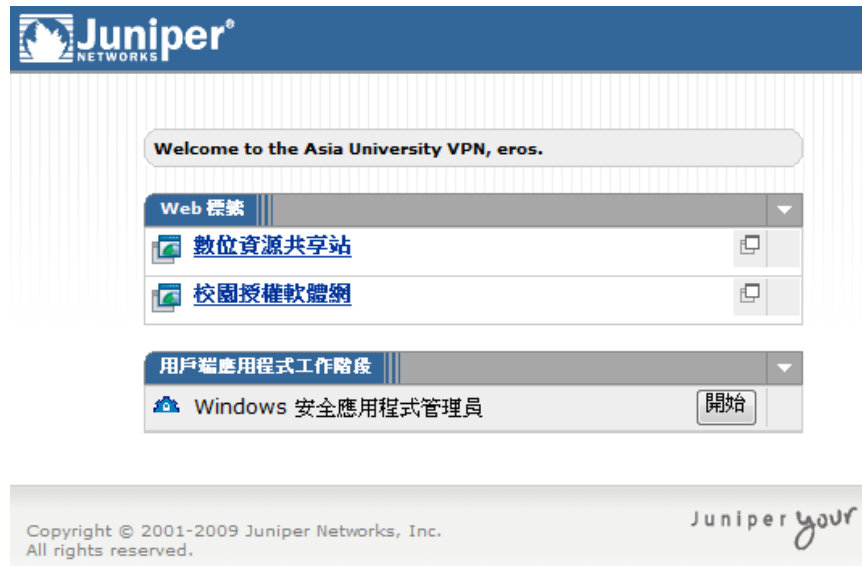 Juniper®
NETWORKS
Welcome to the Asia University VPN, eros.
Web 標籤
數位資源共享站
校園授權軟體網
用戶端應用程式工作階段
Windows 安全應用程式管理員
開始
Copyright © 2001-2009 Juniper Networks, Inc.
All rights reserved.
Juniper your